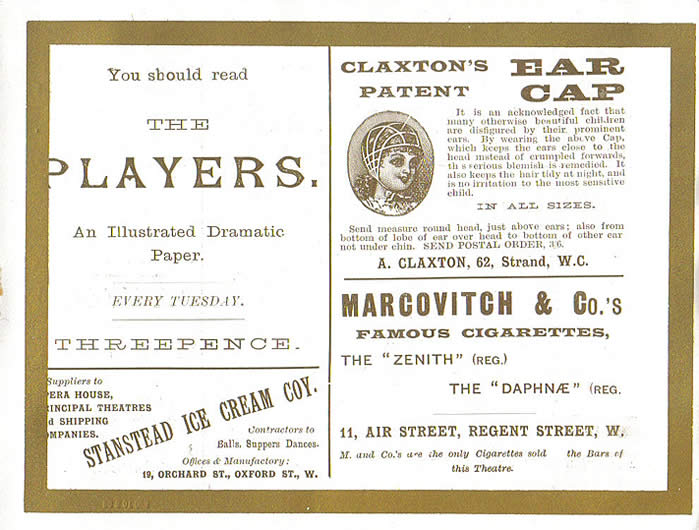 You should read
THE
PLAYERS.
An Illustrated Dramatic
Paper.
EVERY TUESDAY.
THREEPENCE.
Suppliers to
PERA HOUSE,
RINCIPAL THEATRES
d SHIPPING
MPANIES.
STANSTEAD ICE CREAM COY.
Contractors to
Balls, Suppers Dances.
Offices & Manufactory:
19, ORCHARD ST., OXFORD ST., W.
CLAXTON'S EAR
PATENT CAP
It is an acknowledged fact that
many otherwise beautiful children
are disfigured by their prominent
ears. By wearing the above Cap,
which keeps the ears close to the
head instead of crumpled forwards,
this serious blemish is remedied. It
also keeps the hair tidy at night, and
is no irritation to the most sensitive
child.
IN ALL SIZES.
Send measure round head, just above ears; also from
bottom of lobe of ear over head to bottom of other ear
not under chin. SEND POSTAL ORDER, 3/6.
A. CLAXTON, 62, Strand, W.C.
MARCOVITCH & Co.'s
FAMOUS CIGARETTES,
THE "ZENITH" (REG.)
THE "DAPHNÆ" (REG.
11, AIR STREET, REGENT STREET, W.
M. and Co.'s are the only Cigarettes sold the Bars of
this Theatre.